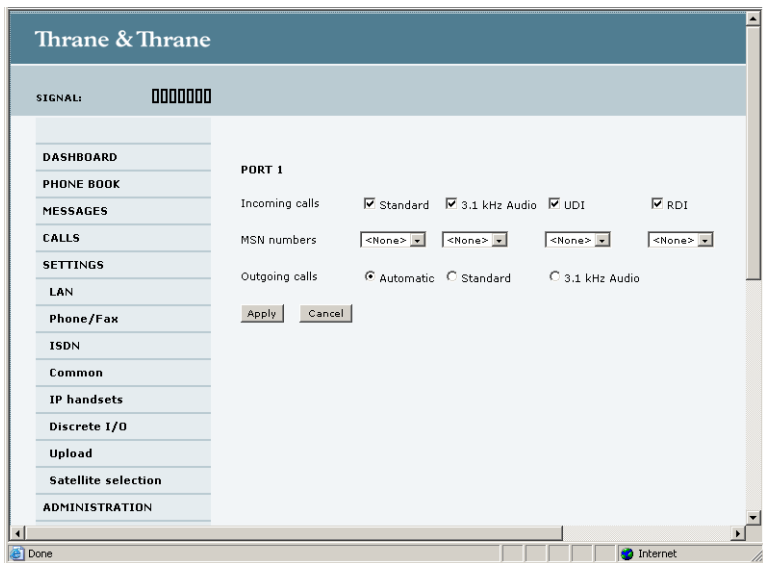 Thrane & Thrane
SIGNAL:
DASHBOARD
PHONE BOOK
MESSAGES
CALLS
SETTINGS
LAN
Phone/Fax
ISDN
Common
IP handsets
Discrete I/O
Upload
Satellite selection
ADMINISTRATION
PORT 1
Incoming calls Standard 3.1 kHz Audio UDI RDI
MSN numbers <None> <None> <None> <None>
Outgoing calls Automatic Standard 3.1 kHz Audio
Apply Cancel
Done Internet